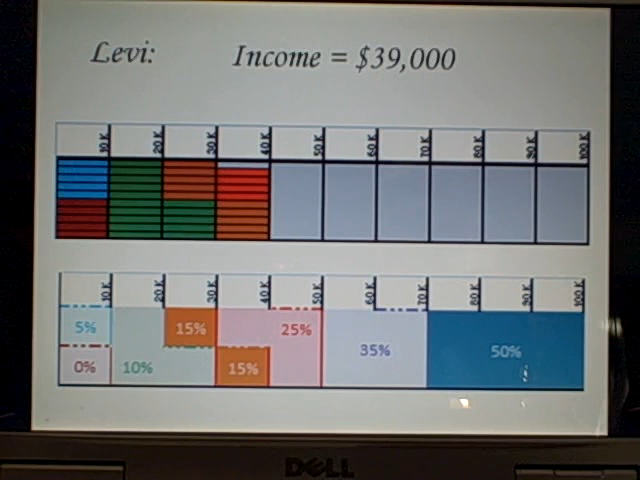 Levi: Income = $39,000
10 K 20 K 30 K 40 K 50 K 60 K 70 K 80 K 90 K 100 K
10 K 20 K 30 K 40 K 50 K 60 K 70 K 80 K 90 K 100 K
5% 15% 25%
35% 50%
0% 10% 15%
DELL